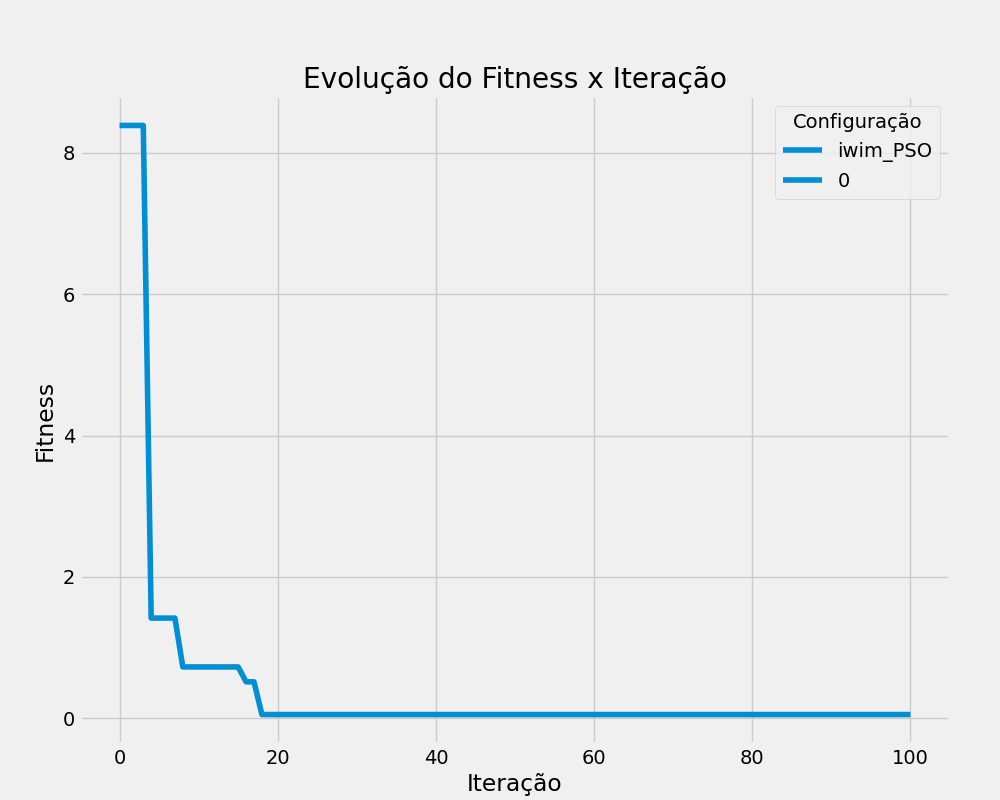 Evolução do Fitness x Iteração
Configuração
iwim_PSO
0
Fitness
8
6
4
2
0
0 20 40 60 80 100
Iteração